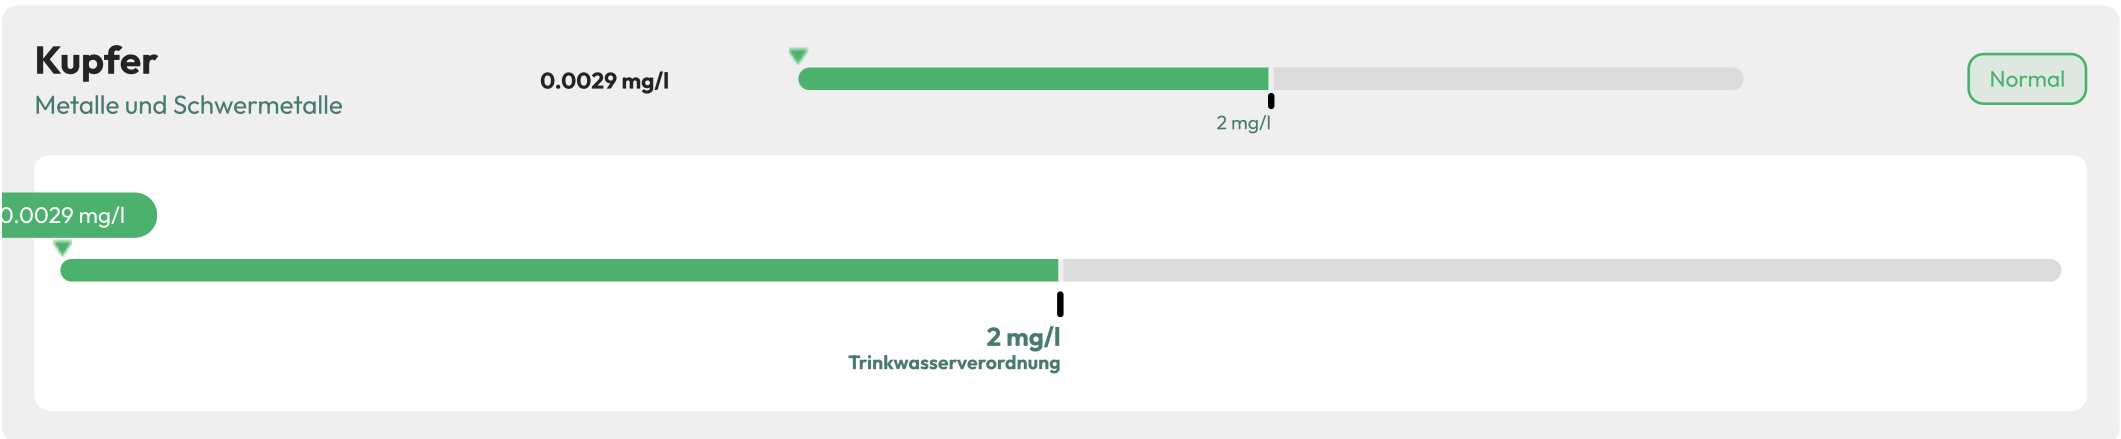 Kupfer
Metalle und Schwermetalle
0.0029 mg/l
2 mg/l
Normal
0.0029 mg/l
2 mg/l
Trinkwasserverordnung